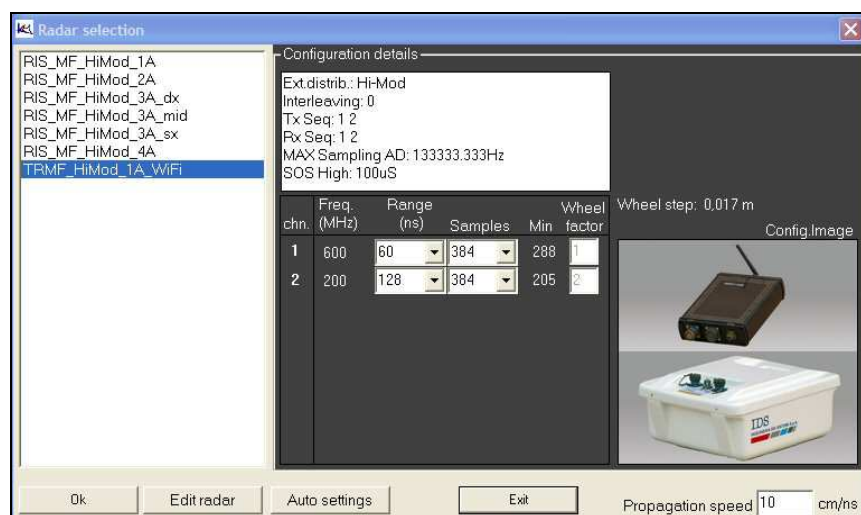 Radar selection
RIS_MF_HiMod_1A
RIS_MF_HiMod_2A
RIS_MF_HiMod_3A_dx
RIS_MF_HiMod_3A_mid
RIS_MF_HiMod_3A_sx
RIS_MF_HiMod_4A
TRMF_HiMod_1A_WiFi
Configuration details
Ext.distrib.: Hi-Mod
Interleaving: 0
Tx Seq: 1 2
Rx Seq: 1 2
MAX Sampling AD: 133333.333Hz
SOS High: 100uS
chn. Freq. (MHz) Range (ns) Samples Min Wheel factor
1 600 60 384 288 1
2 200 128 384 205 2
Wheel step: 0,017 m
Config.Image
IDS
Ok Edit radar Auto settings Exit Propagation speed 10 cm/ns